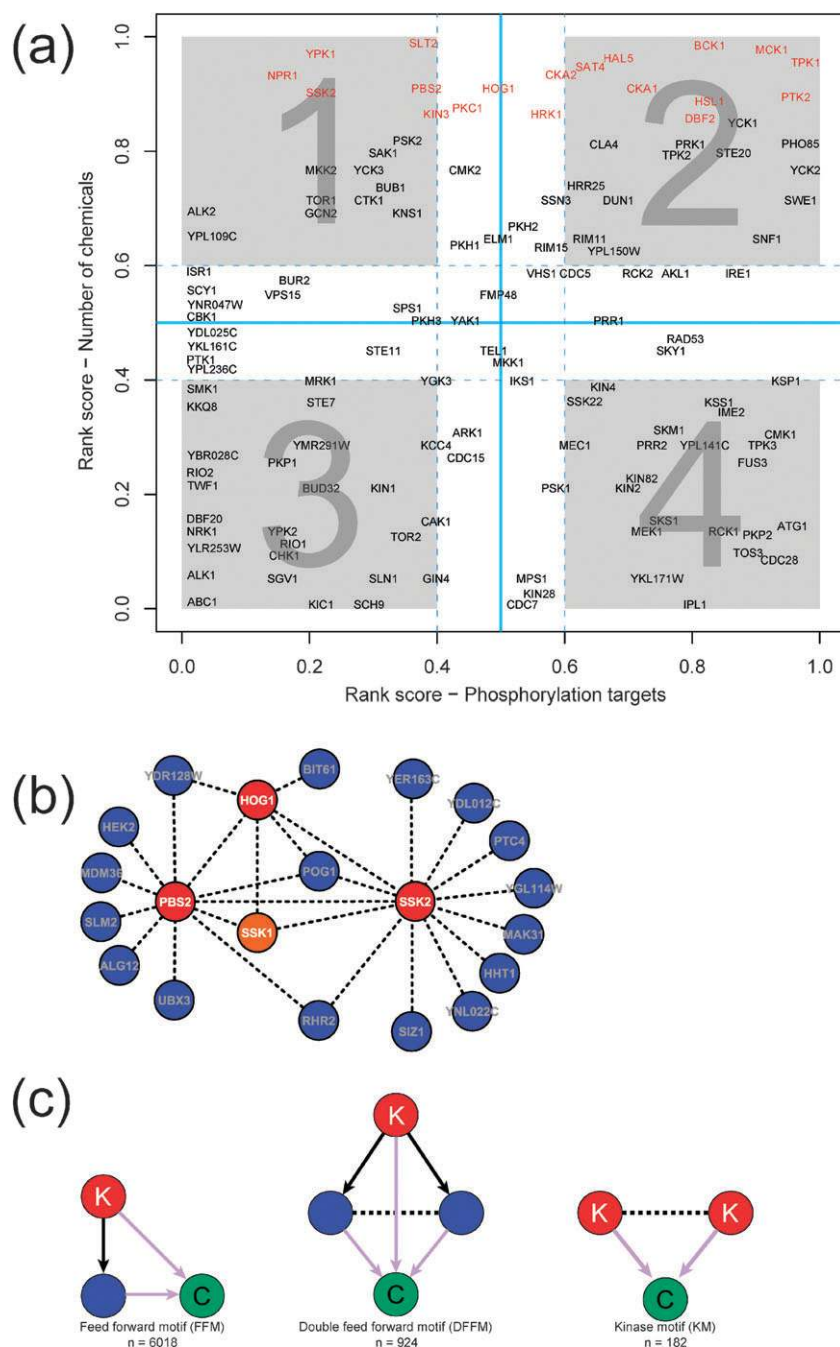 (a)
Rank score − Number of chemicals
1.0
0.8
0.6
0.4
0.2
0.0
1
2
3
4
SLT2
YPK1
BCK1
MCK1
HAL5
TPK1
SAT4
NPR1
CKA2
SSK2
PBS2
HOG1
CKA1
PTK2
HSL1
KIN3
PKC1
HRK1
DBF2
YCK1
PSK2
CLA4
PRK1
PHO85
SAK1
TPK2
STE20
MKK2
YCK3
CMK2
YCK2
BUB1
HRR25
TOR1
CTK1
SSN3
DUN1
SWE1
ALK2
GCN2
KNS1
PKH2
YPL109C
ELM1
RIM11
SNF1
PKH1
RIM15
YPL150W
ISR1
VHS1
CDC5
RCK2
AKL1
IRE1
BUR2
SCY1
VPS15
FMP48
YNR047W
SPS1
CBK1
PKH3
YAK1
PRR1
YDL025C
RAD53
YKL161C
STE11
TEL1
SKY1
PTK1
MKK1
YPL236C
MRK1
YGK3
IKS1
KSP1
SMK1
KIN4
KKQ8
STE7
SSK22
KSS1
IME2
ARK1
SKM1
CMK1
YMR291W
KCC4
MEC1
PRR2
YPL141C
TPK3
YBR028C
CDC15
PKP1
FUS3
RIO2
KIN82
TWF1
BUD32
KIN1
PSK1
KIN2
DBF20
CAK1
SKS1
ATG1
NRK1
YPK2
TOR2
MEK1
RCK1
PKP2
YLR253W
RIO1
CHK1
TOS3
CDC28
ALK1
SGV1
SLN1
GIN4
MPS1
YKL171W
KIN28
ABC1
KIC1
SCH9
CDC7
IPL1
0.0 0.2 0.4 0.6 0.8 1.0
Rank score − Phosphorylation targets
(b)
YDR128W
BIT61
YER163C
HOG1
YDL012C
HEK2
PTC4
MDM36
POG1
YGL114W
PBS2
SSK2
SLM2
SSK1
MAK31
ALG12
HHT1
UBX3
RHR2
SIZ1
YNL022C
(c)
K
K
K
K
C
C
C
Feed forward motif (FFM)
n = 6018
Double feed forward motif (DFFM)
n = 924
Kinase motif (KM)
n = 182